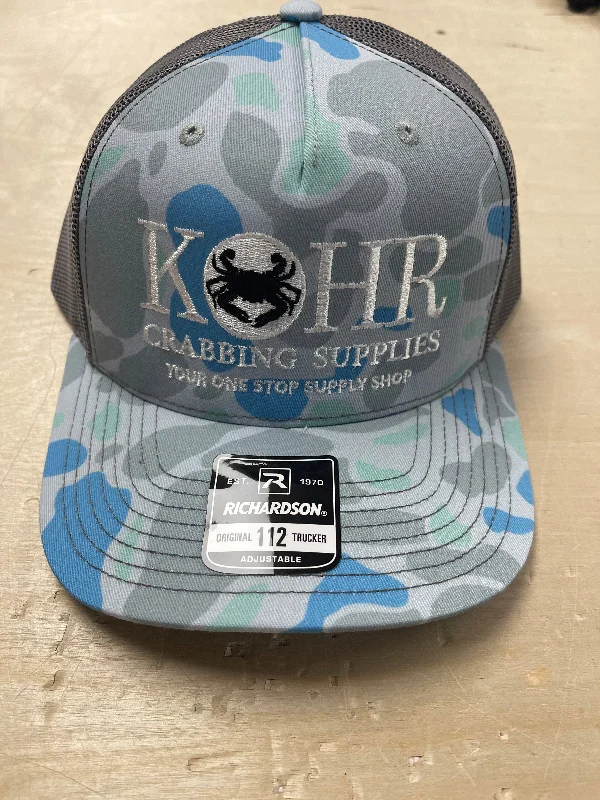 KOHR
CRABBING SUPPLIES
YOUR ONE STOP SUPPLY SHOP
EST. R 1970
RICHARDSON®
ORIGINAL 112 TRUCKER
ADJUSTABLE